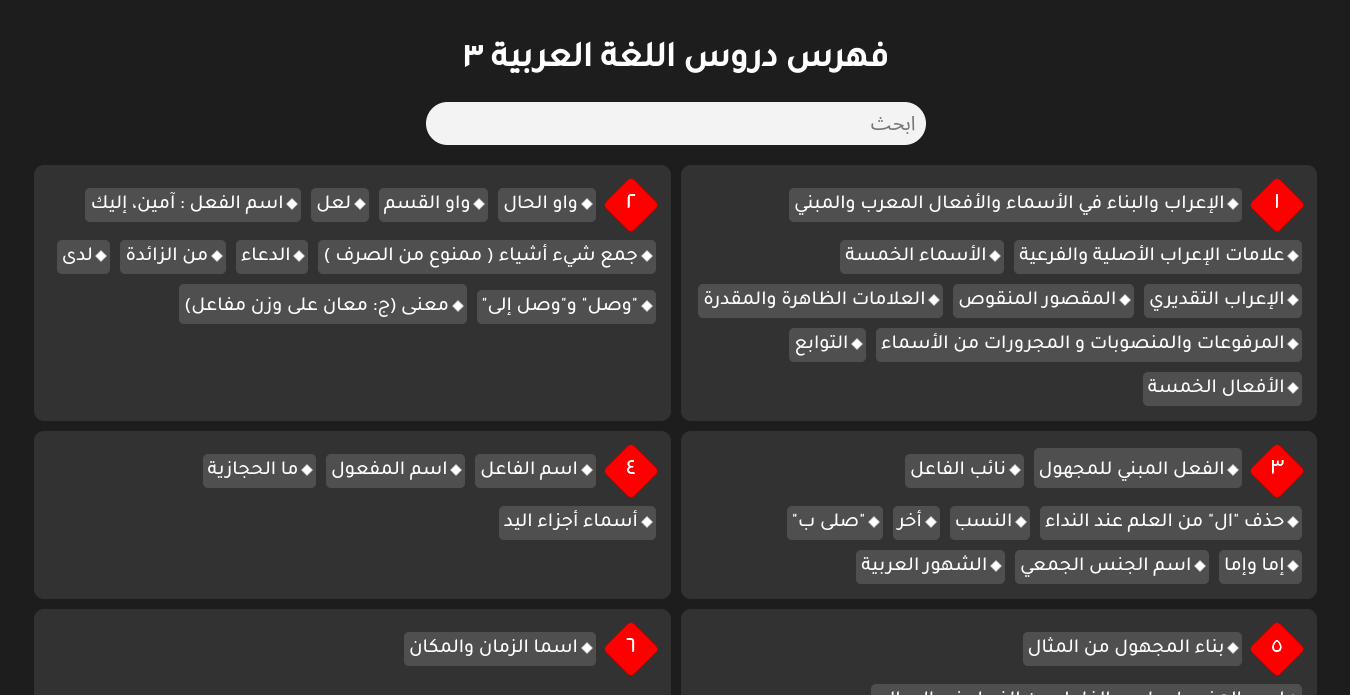 فهرس دروس اللغة العربية ٣
ابحث
١
◆الإعراب والبناء في الأسماء والأفعال المعرب والمبني
◆علامات الإعراب الأصلية والفرعية ◆الأسماء الخمسة
◆الإعراب التقديري ◆المقصور المنقوص ◆العلامات الظاهرة والمقدرة
◆المرفوعات والمنصوبات و المجرورات من الأسماء ◆التوابع
◆الأفعال الخمسة
٢
◆واو الحال ◆واو القسم ◆لعل ◆اسم الفعل : آمين، إليك
◆جمع شيء أشياء ( ممنوع من الصرف ) ◆الدعاء ◆من الزائدة ◆لدى
◆"وصل" و"وصل إلى" ◆معنى (ج: معان على وزن مفاعل)
٣
◆الفعل المبني للمجهول ◆نائب الفاعل
◆حذف "ال" من العلم عند النداء ◆النسب ◆أخر ◆"صلى ب"
◆إما وإما ◆اسم الجنس الجمعي ◆الشهور العربية
٤
◆اسم الفاعل ◆اسم المفعول ◆ما الحجازية
◆أسماء أجزاء اليد
٥
◆بناء المجهول من المثال
٦
◆اسما الزمان والمكان